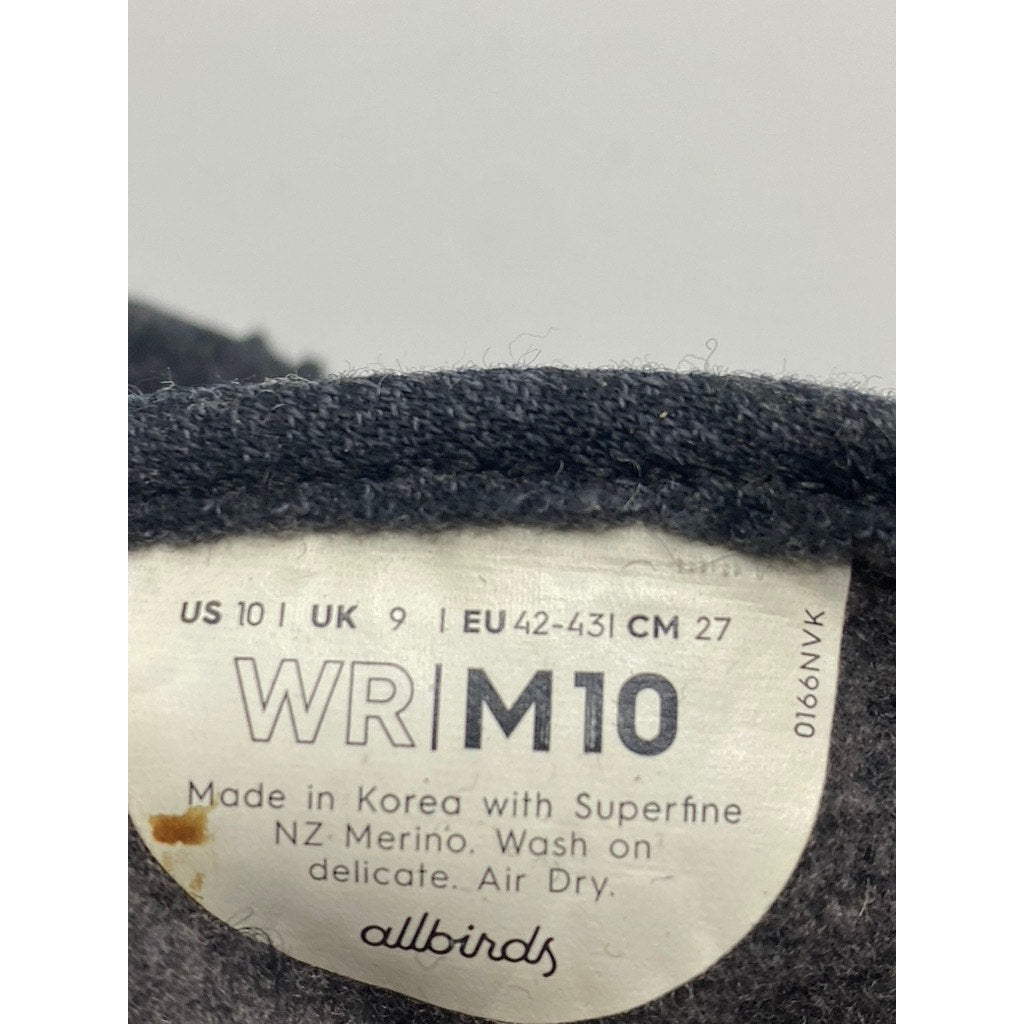 US 10 | UK 9 | EU 42-43| CM 27
WR|M10
Made in Korea with Superfine
NZ Merino. Wash on
delicate. Air Dry.
allbirds
0166NVK